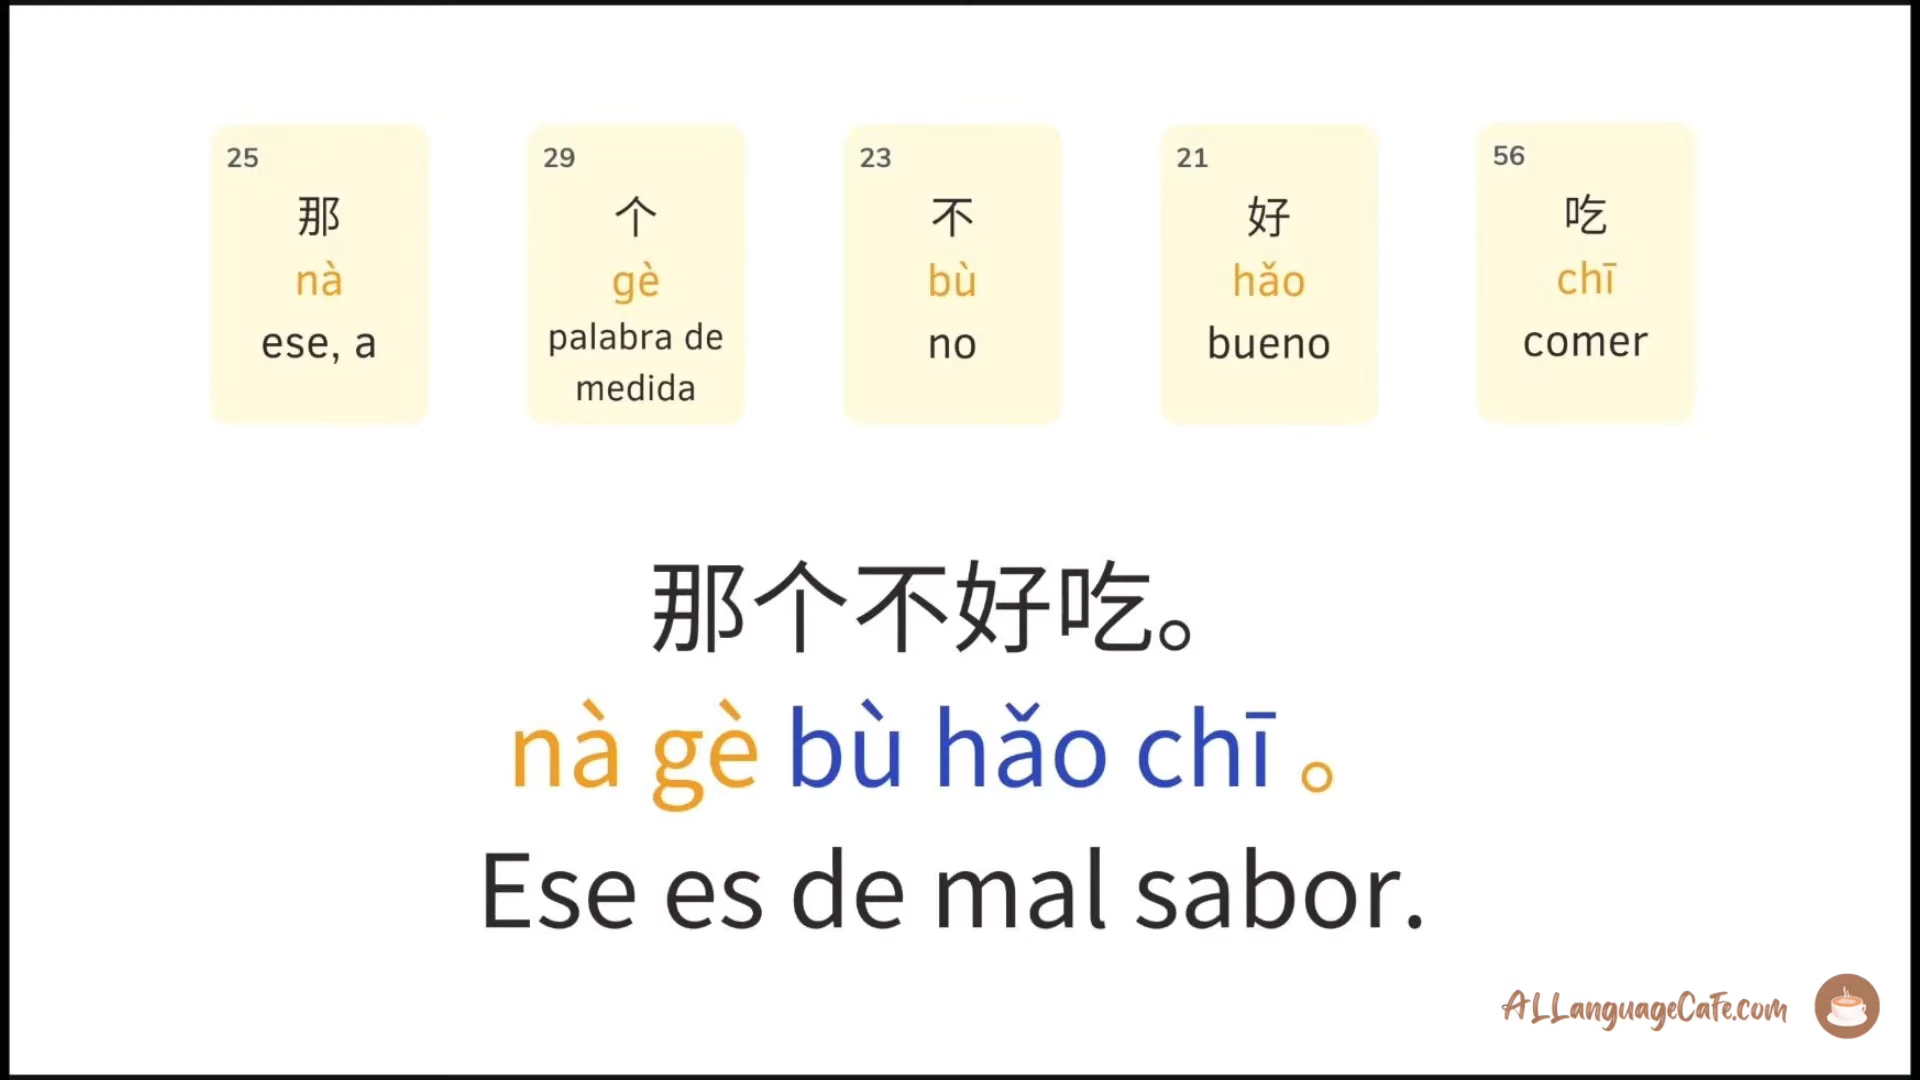 25
那
nà
ese, a
29
个
gè
palabra de
medida
23
不
bù
no
21
好
hǎo
bueno
56
吃
chī
comer
那个不好吃。
nà gè bù hǎo chī 。
Ese es de mal sabor.
ALLanguageCafe.com